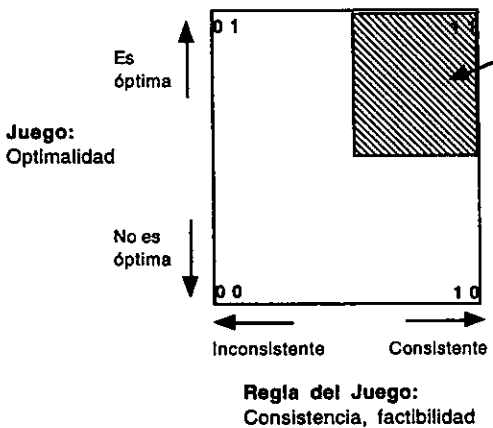 0 1
1 1
Es
óptima
Juego:
Optimalidad
No es
óptima
0 0
1 0
Inconsistente
Consistente
Regla del Juego:
Consistencia, factibilidad